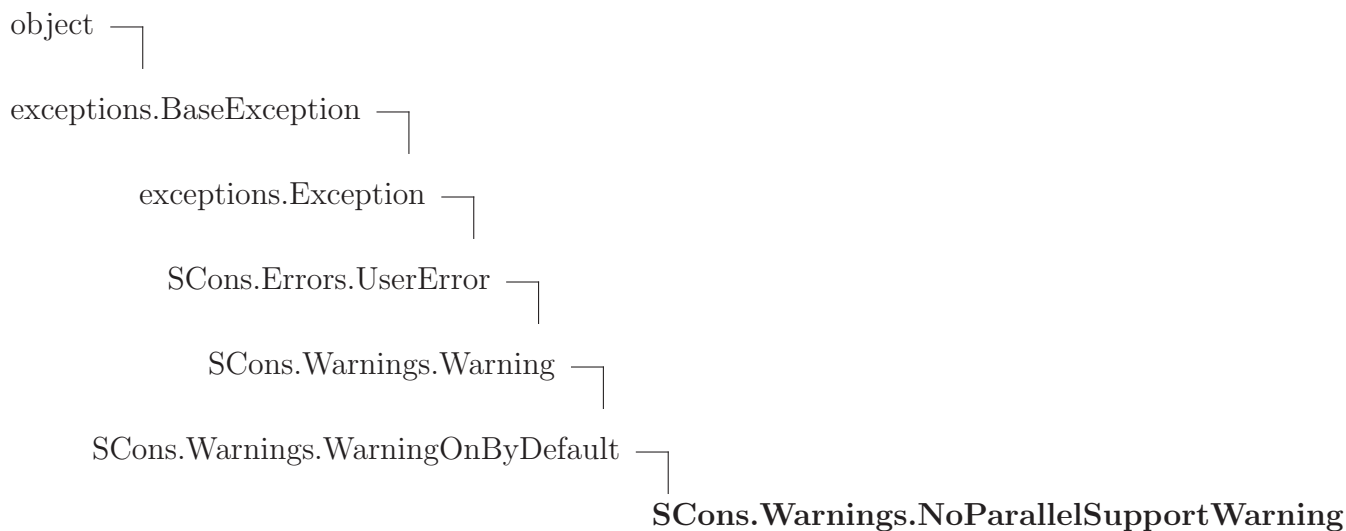 object
exceptions.BaseException
exceptions.Exception
SCons.Errors.UserError
SCons.Warnings.Warning
SCons.Warnings.WarningOnByDefault
SCons.Warnings.NoParallelSupportWarning